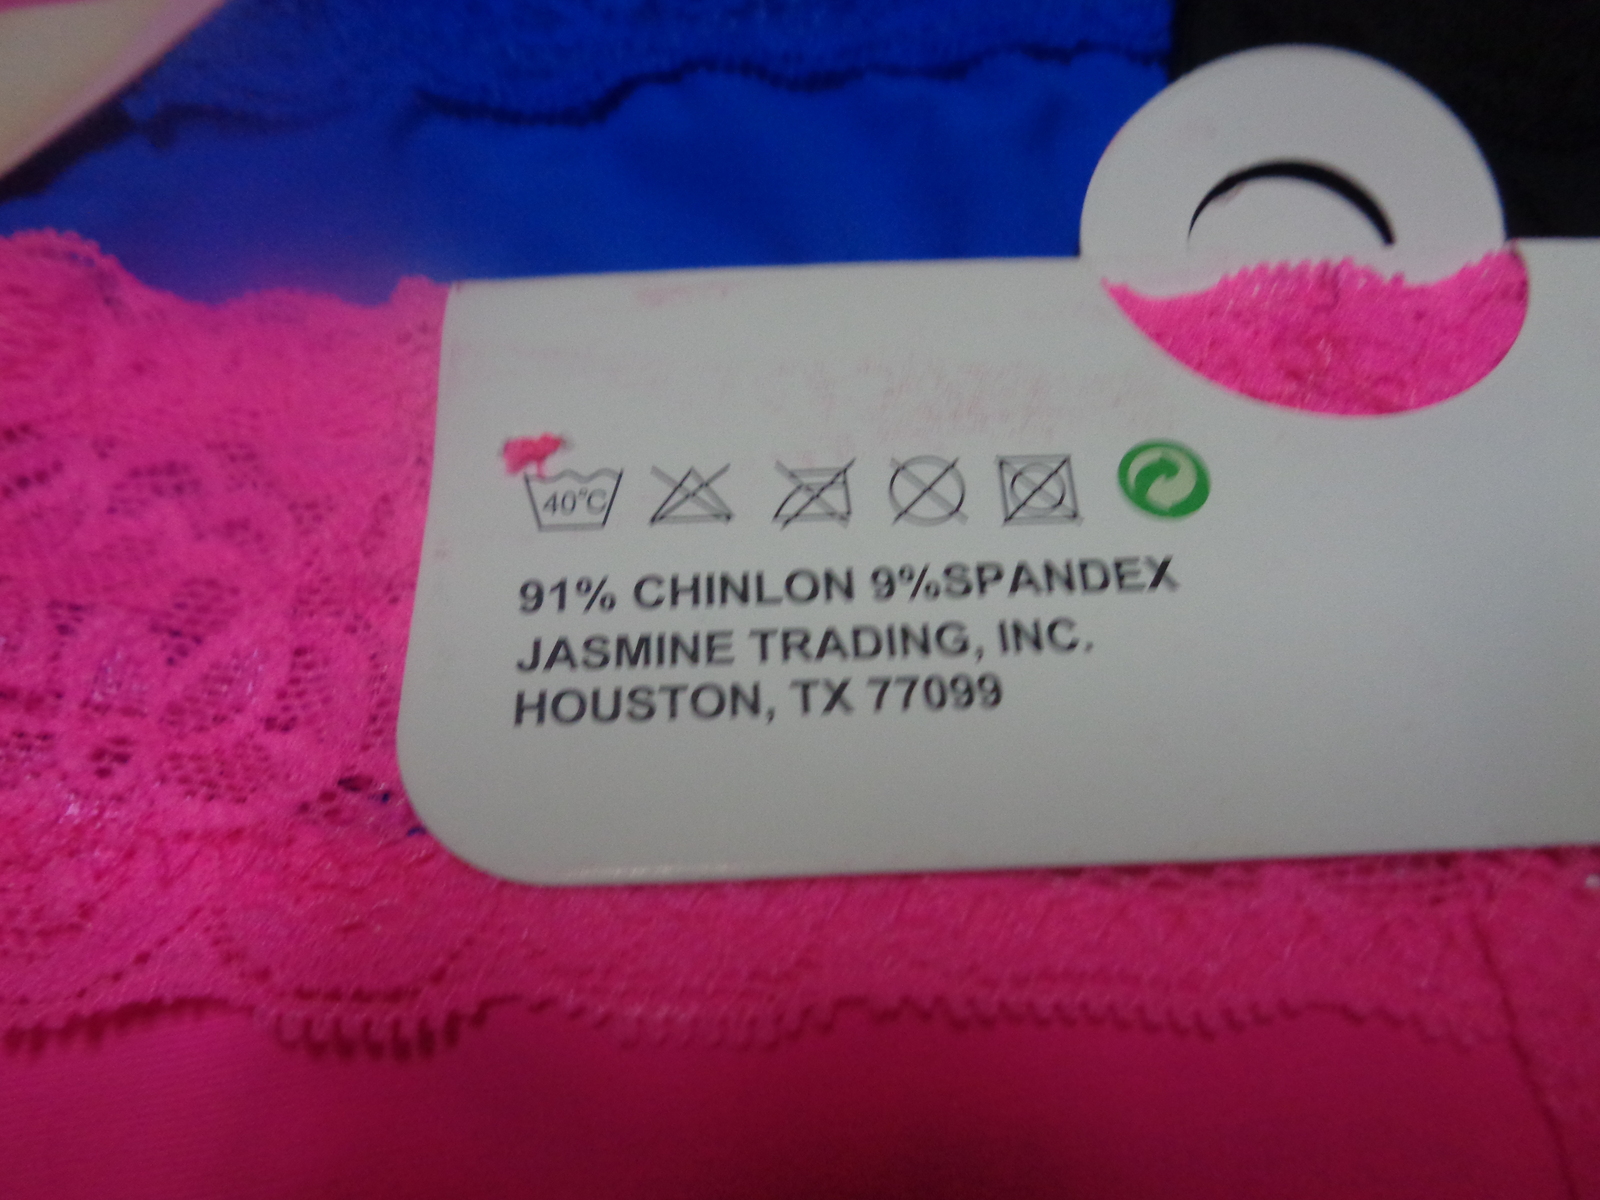 40°C
91% CHINLON 9%SPANDEX
JASMINE TRADING, INC.
HOUSTON, TX 77099